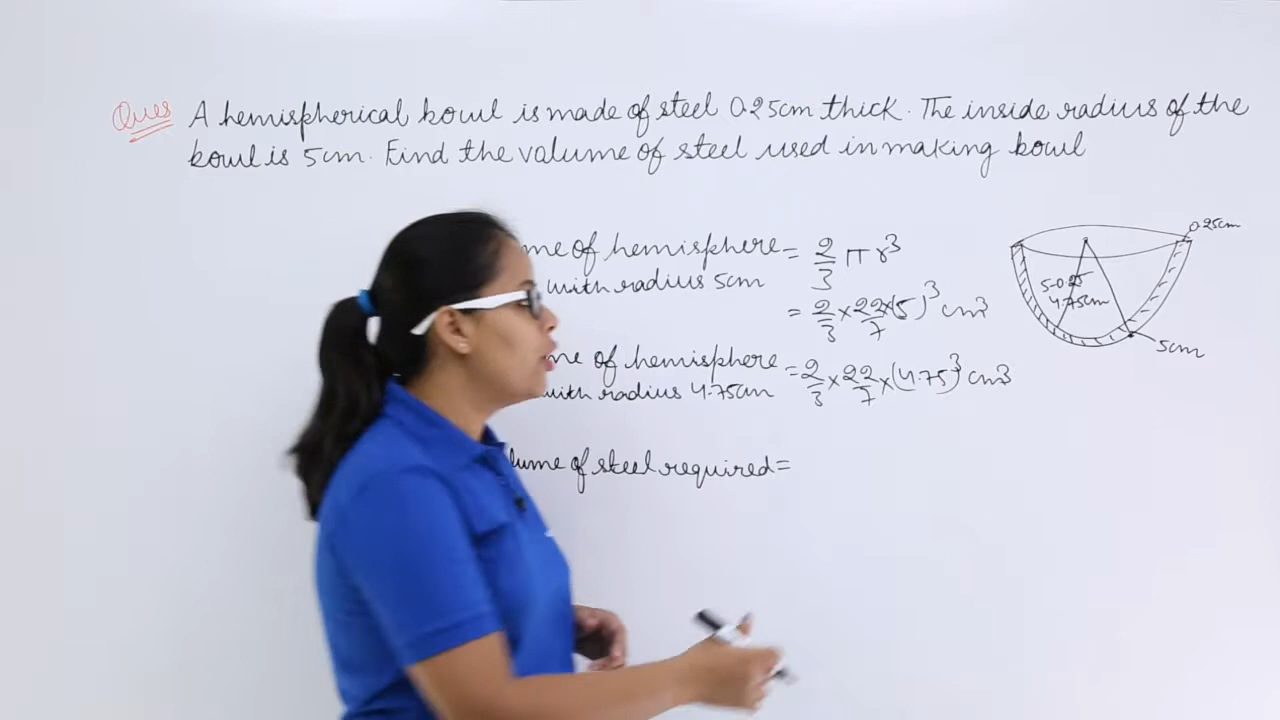 Ques A hemispherical bowl is made of steel 0.25cm thick. The inside radius of the
bowl is 5cm. Find the volume of steel used in making bowl
me of hemisphere = 2/3 πr³
with radius 5cm
= 2/3 × 22/7 × (5)³ cm³
me of hemisphere = 2/3 × 22/7 × (4.75)³ cm³
with radius 4.75cm
lume of steel required =
0.25cm
5-0.25
4.75cm
5cm